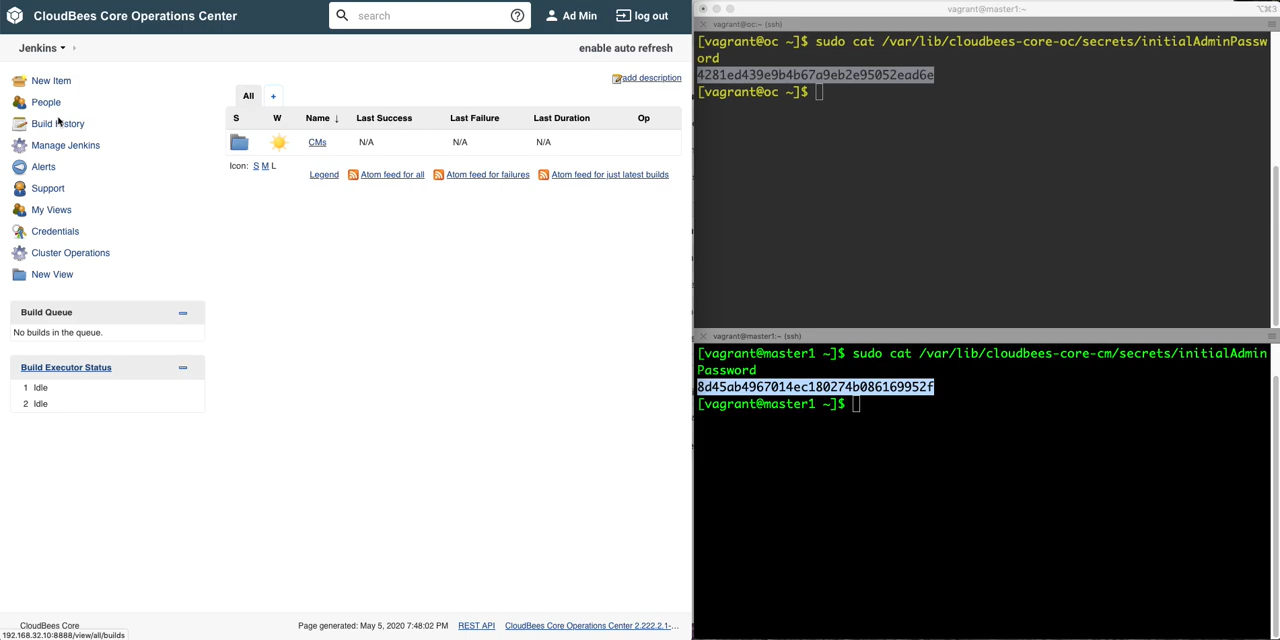 CloudBees Core Operations Center
search
Ad Min
log out
Jenkins
enable auto refresh
New Item
People
Build History
Manage Jenkins
Alerts
Support
My Views
Credentials
Cluster Operations
New View
Build Queue
No builds in the queue.
Build Executor Status
1 Idle
2 Idle
add description
All +
S W Name ↓ Last Success Last Failure Last Duration Op
CMs N/A N/A N/A
Icon: S M L
Legend Atom feed for all Atom feed for failures Atom feed for just latest builds
CloudBees Core
Page generated: May 5, 2020 7:48:02 PM REST API CloudBees Core Operations Center 2.222.2.1-...
192.168.32.10:8888/view/all/builds
vagrant@master1:~
⌥⌘3
vagrant@oc:~ (ssh)
[vagrant@oc ~]$ sudo cat /var/lib/cloudbees-core-oc/secrets/initialAdminPassw
ord
4281ed439e9b4b67a9eb2e95052ead6e
[vagrant@oc ~]$
vagrant@master1:~ (ssh)
[vagrant@master1 ~]$ sudo cat /var/lib/cloudbees-core-cm/secrets/initialAdmin
Password
8d45ab4967014ec180274b086169952f
[vagrant@master1 ~]$